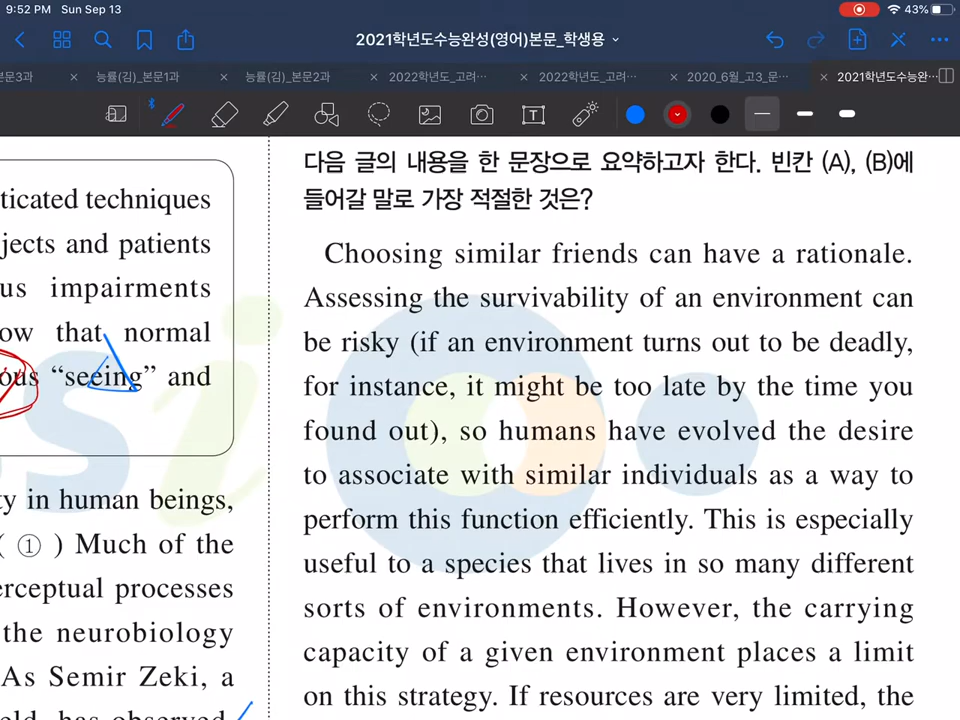 9:52 PM Sun Sep 13
43%
2021학년도수능완성(영어)본문_학생용
본문3과
능률(김)_본문1과
능률(김)_본문2과
2022학년도_고려…
2022학년도_고려…
2020_6월_고3_문…
2021학년도수능완…
ticated techniques
jects and patients
us impairments
ow that normal
ous “seeing” and
ty in human beings,
( ① ) Much of the
erceptual processes
the neurobiology
As Semir Zeki, a
eld, has observed,
다음 글의 내용을 한 문장으로 요약하고자 한다. 빈칸 (A), (B)에
들어갈 말로 가장 적절한 것은?
Choosing similar friends can have a rationale.
Assessing the survivability of an environment can
be risky (if an environment turns out to be deadly,
for instance, it might be too late by the time you
found out), so humans have evolved the desire
to associate with similar individuals as a way to
perform this function efficiently. This is especially
useful to a species that lives in so many different
sorts of environments. However, the carrying
capacity of a given environment places a limit
on this strategy. If resources are very limited, the